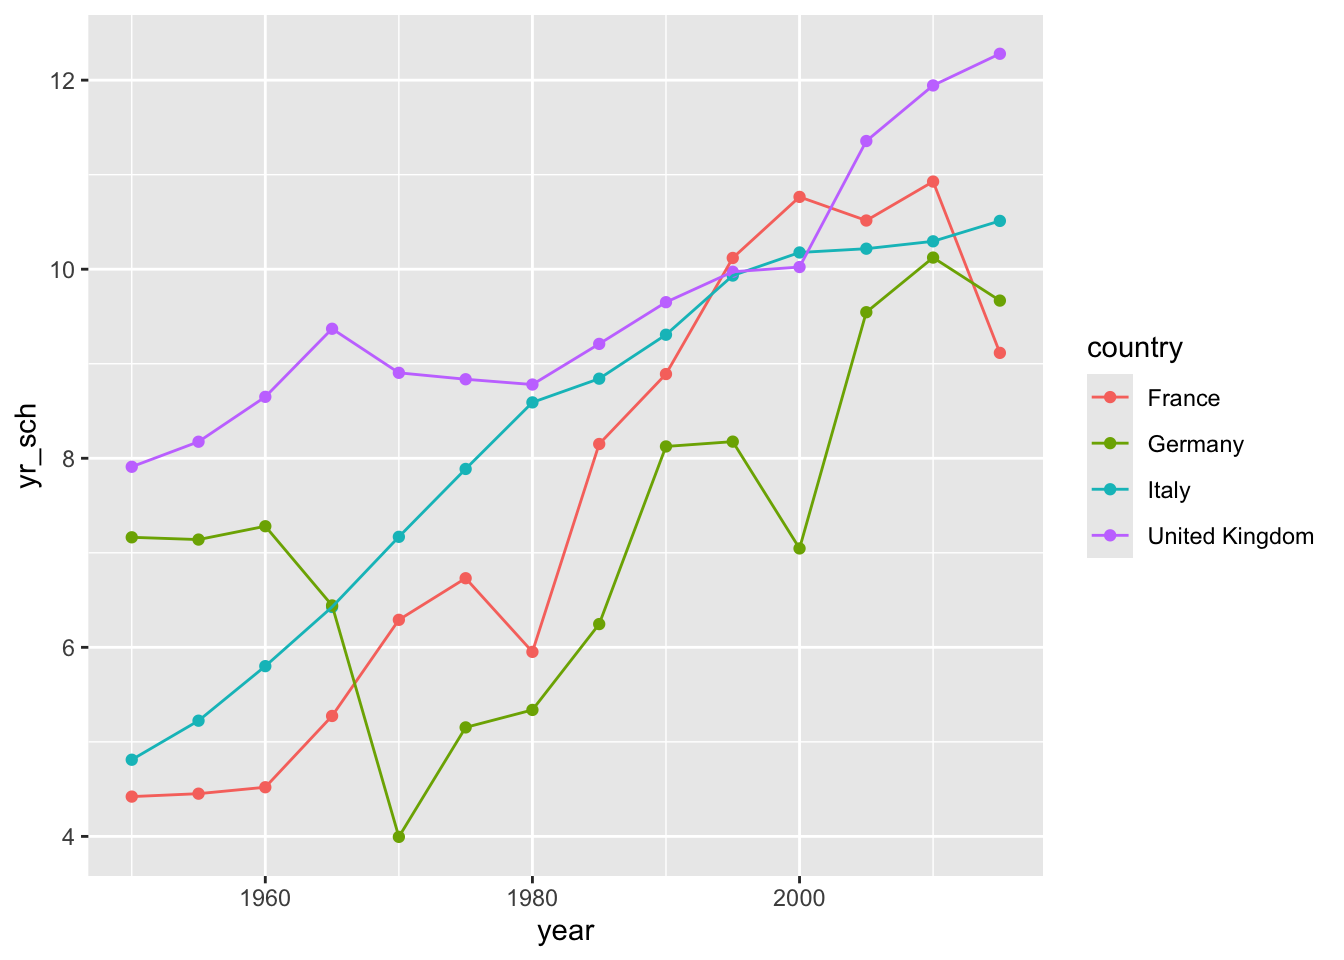 12
10
8
6
4
yr_sch
1960
1980
2000
year
country
France
Germany
Italy
United Kingdom